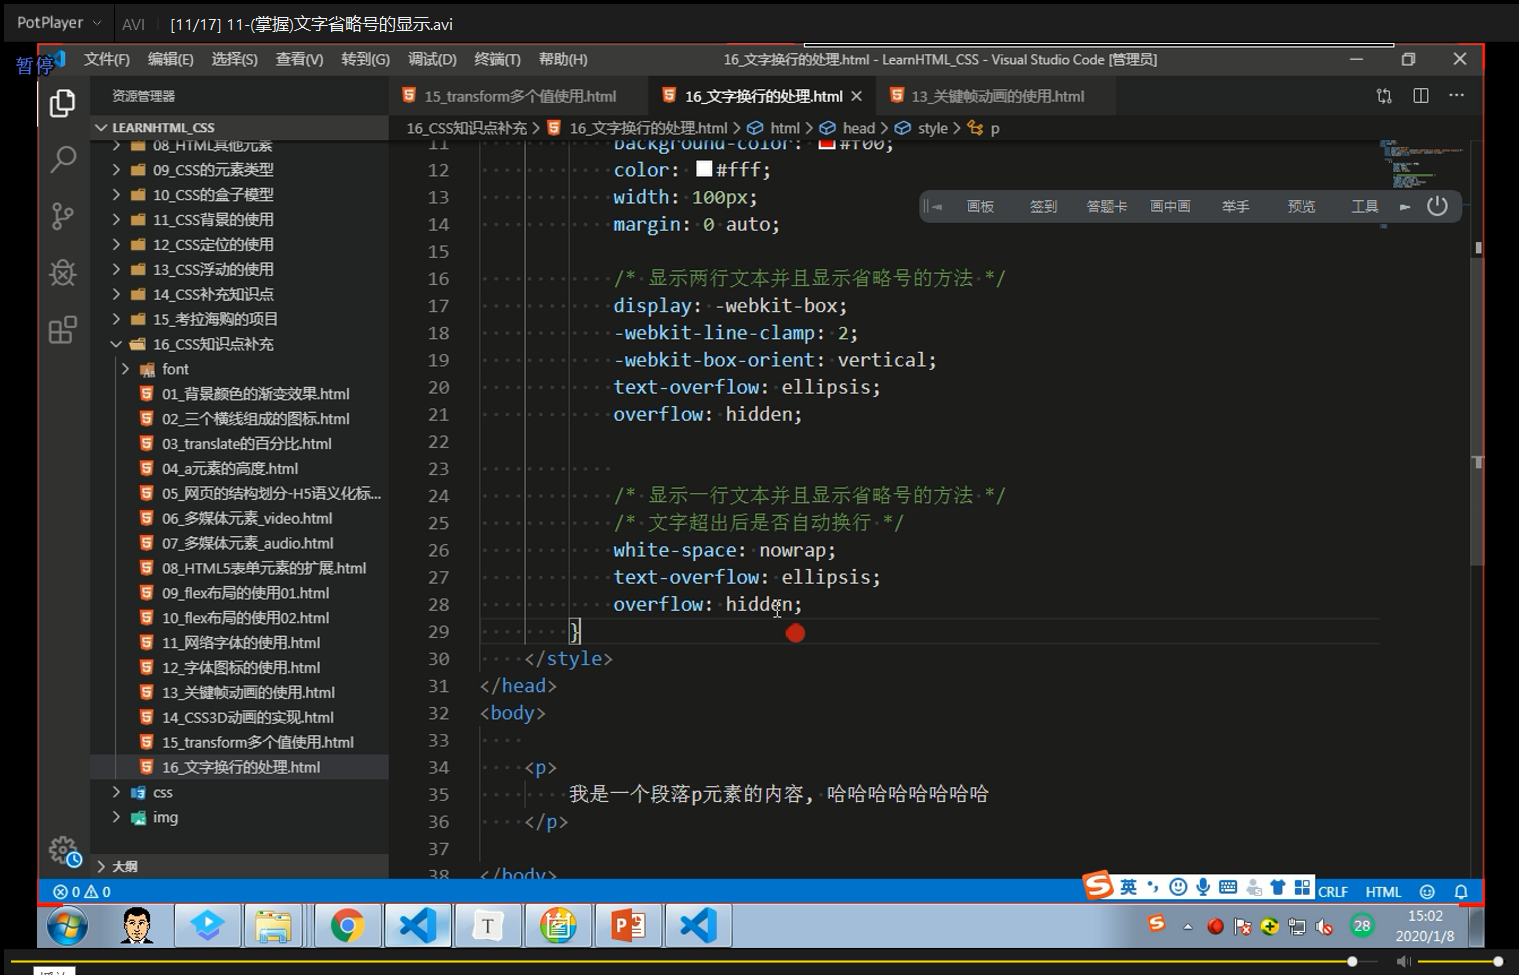 PotPlayer AVI [11/17] 11-(掌握)文字省略号的显示.avi
暂停
文件(F) 编辑(E) 选择(S) 查看(V) 转到(G) 调试(D) 终端(T) 帮助(H) 16_文字换行的处理.html - LearnHTML_CSS - Visual Studio Code [管理员]
资源管理器
15_transform多个值使用.html 16_文字换行的处理.html 13_关键帧动画的使用.html
16_CSS知识点补充 > 16_文字换行的处理.html > html > head > style > p
LEARNHTML_CSS
08_HTML其他元素
09_CSS的元素类型
10_CSS的盒子模型
11_CSS背景的使用
12_CSS定位的使用
13_CSS浮动的使用
14_CSS补充知识点
15_考拉海购的项目
16_CSS知识点补充
font
01_背景颜色的渐变效果.html
02_三个横线组成的图标.html
03_translate的百分比.html
04_a元素的高度.html
05_网页的结构划分-H5语义化标...
06_多媒体元素_video.html
07_多媒体元素_audio.html
08_HTML5表单元素的扩展.html
09_flex布局的使用01.html
10_flex布局的使用02.html
11_网络字体的使用.html
12_字体图标的使用.html
13_关键帧动画的使用.html
14_CSS3D动画的实现.html
15_transform多个值使用.html
16_文字换行的处理.html
css
img
大纲
11 background-color: #f00;
12 color: #fff;
13 width: 100px;
14 margin: 0 auto;
15
16 /* 显示两行文本并且显示省略号的方法 */
17 display: -webkit-box;
18 -webkit-line-clamp: 2;
19 -webkit-box-orient: vertical;
20 text-overflow: ellipsis;
21 overflow: hidden;
22
23
24 /* 显示一行文本并且显示省略号的方法 */
25 /* 文字超出后是否自动换行 */
26 white-space: nowrap;
27 text-overflow: ellipsis;
28 overflow: hidden;
29 }
30 </style>
31 </head>
32 <body>
33
34 <p>
35 我是一个段落p元素的内容, 哈哈哈哈哈哈哈哈
36 </p>
37
38 </body>
画板 签到 答题卡 画中画 举手 预览 工具
0 0 英 CRLF HTML
T 28 15:02
2020/1/8